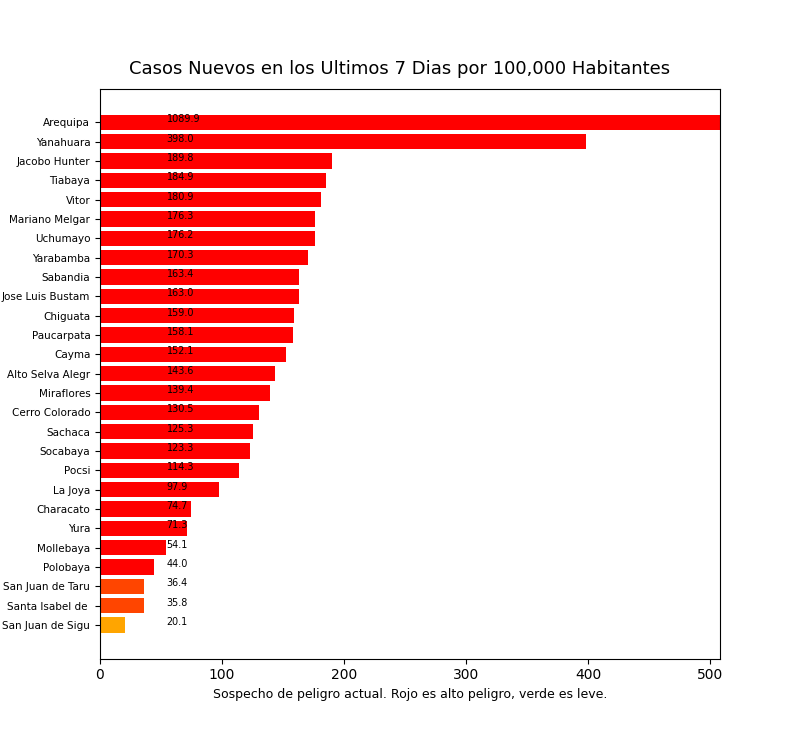 Casos Nuevos en los Ultimos 7 Dias por 100,000 Habitantes
Arequipa 1089.9
Yanahuara 398.0
Jacobo Hunter 189.8
Tiabaya 184.9
Vitor 180.9
Mariano Melgar 176.3
Uchumayo 176.2
Yarabamba 170.3
Sabandia 163.4
Jose Luis Bustam 163.0
Chiguata 159.0
Paucarpata 158.1
Cayma 152.1
Alto Selva Alegr 143.6
Miraflores 139.4
Cerro Colorado 130.5
Sachaca 125.3
Socabaya 123.3
Pocsi 114.3
La Joya 97.9
Characato 74.7
Yura 71.3
Mollebaya 54.1
Polobaya 44.0
San Juan de Taru 36.4
Santa Isabel de 35.8
San Juan de Sigu 20.1
0 100 200 300 400 500
Sospecho de peligro actual. Rojo es alto peligro, verde es leve.